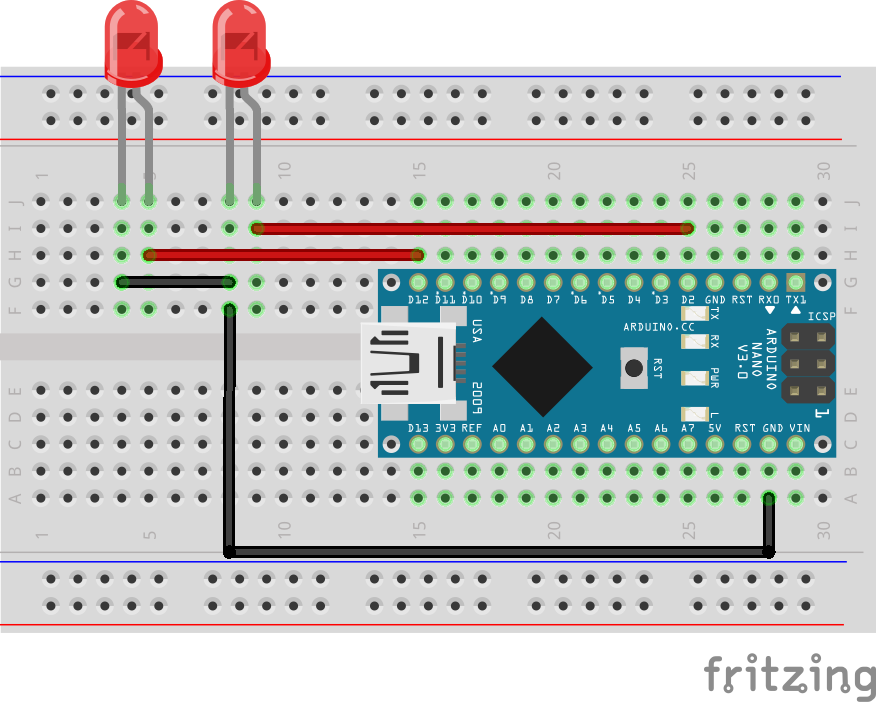 1 5 10 15 20 25 30
J J
I I
H H
G G
F F
D12 D11 D10 D9 D8 D7 D6 D5 D4 D3 D2 GND RST RX0 TX1
ICSP
TX
RX
PWR
L
ARDUINO.CC
RST
ARDUINO
NANO
V3.0
USA
2009
1
D13 3V3 REF A0 A1 A2 A3 A4 A5 A6 A7 5V RST GND VIN
E E
D D
C C
B B
A A
1 5 10 15 20 25 30
fritzing